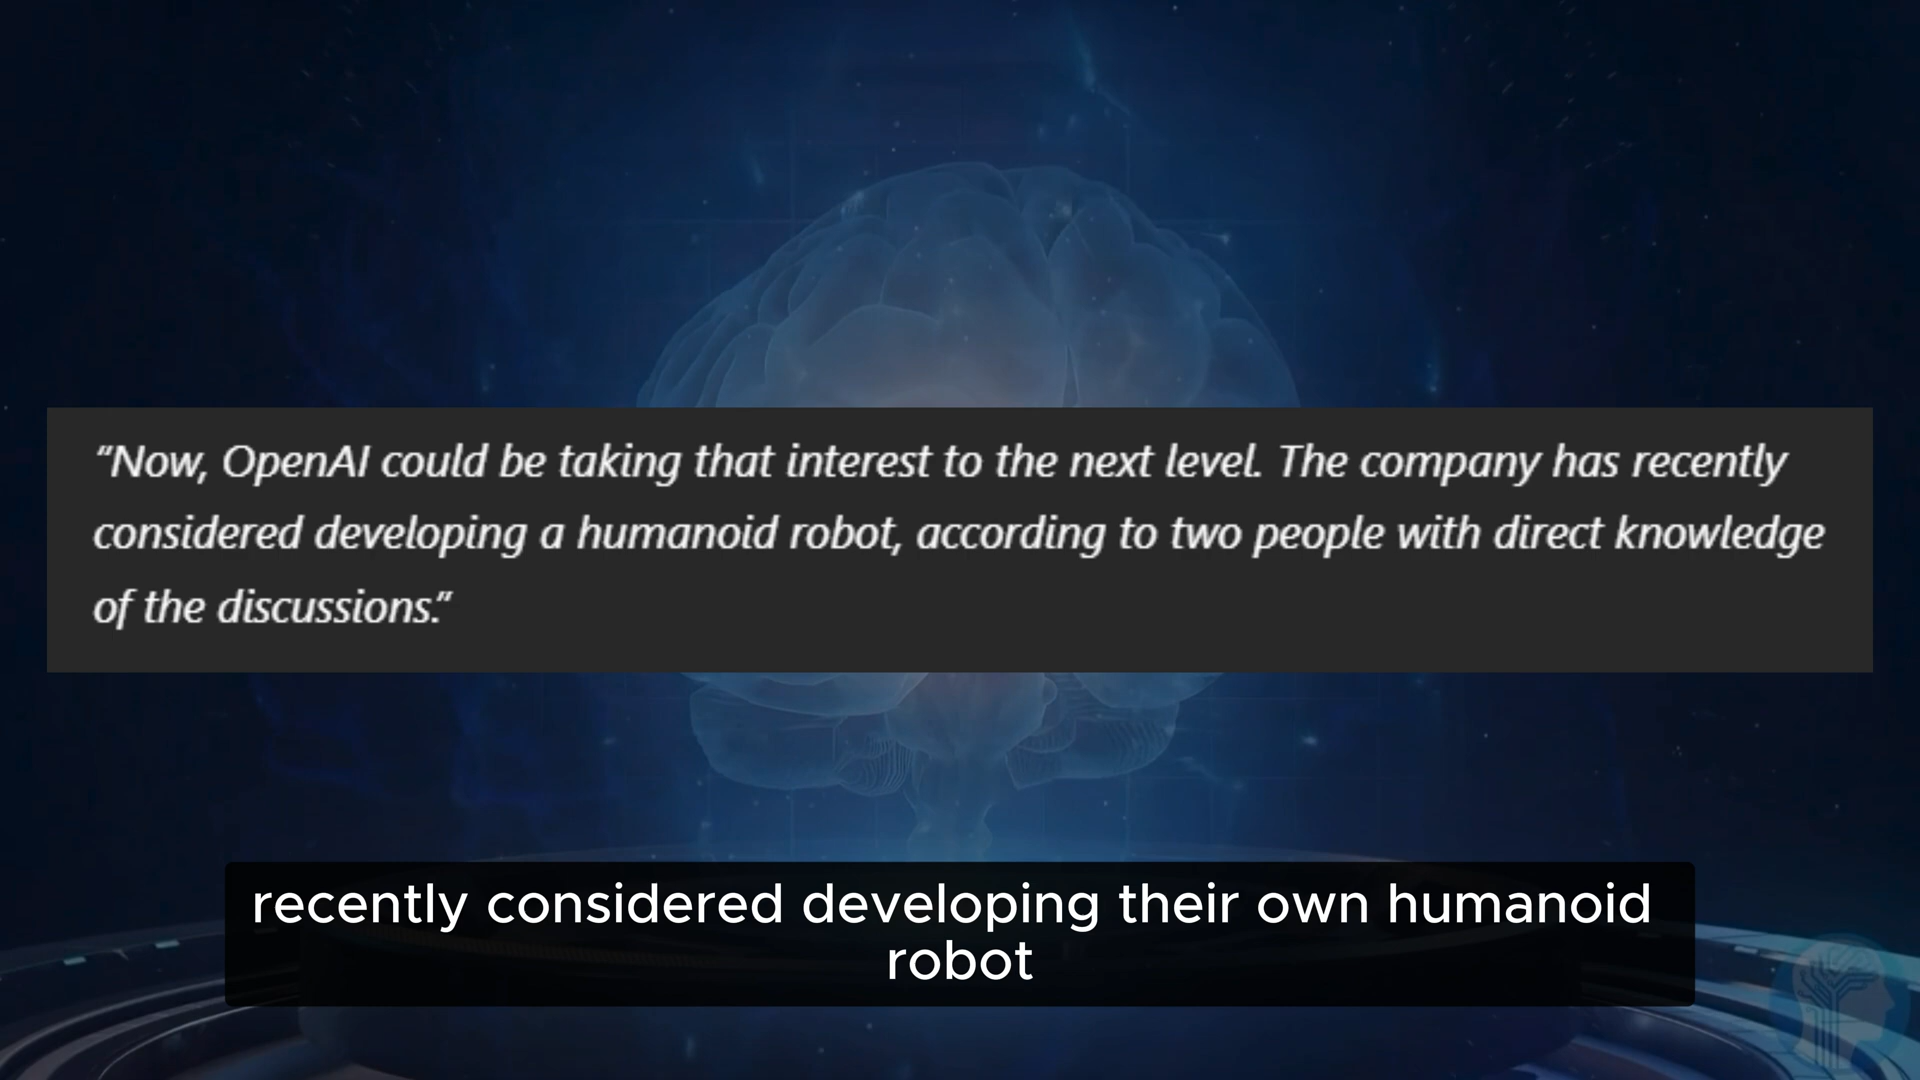 “Now, OpenAI could be taking that interest to the next level. The company has recently
considered developing a humanoid robot, according to two people with direct knowledge
of the discussions.”
recently considered developing their own humanoid
robot